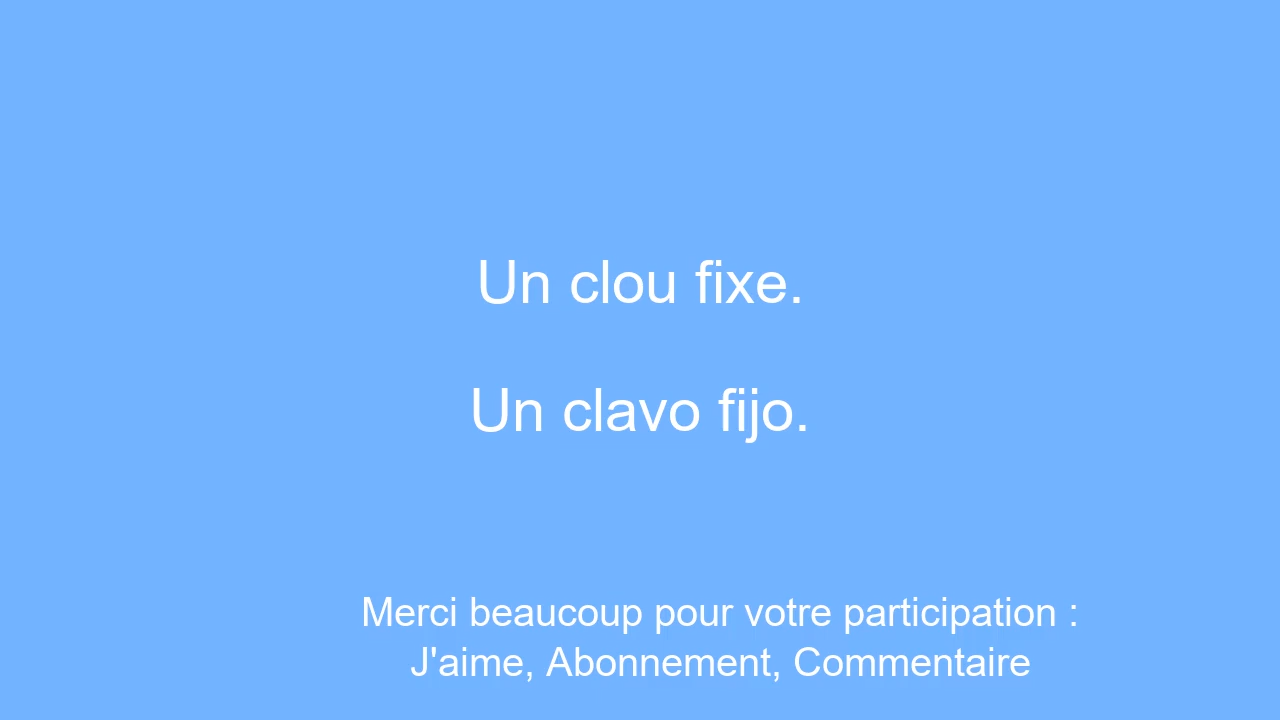 Un clou fixe.
Un clavo fijo.
Merci beaucoup pour votre participation :
J'aime, Abonnement, Commentaire